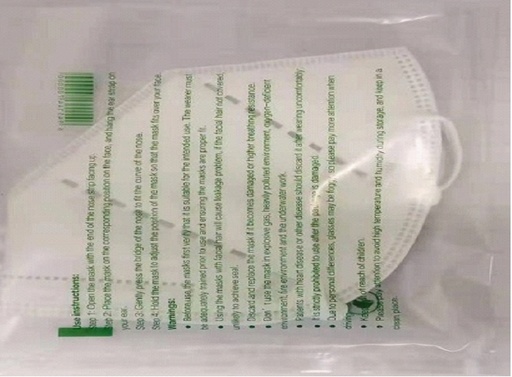 Use instructions:
Step 1: Open the mask with the end of the nose strip facing up.
Step 2: Place the mask on the corresponding position on the face, and hang the ear strap on
your ear.
Step 3: Gently press the bridge of the nose to fit the curve of the nose.
Step 4: Hold the mask to adjust the position of the mask so that the mask fits over your face.
Warnings:
• Before use, the masks first verify that it is suitable for the intended use. The wearer must
be adequately trained prior to use and ensuring the masks are proper fit.
• Using the masks with facial hair will cause leakage problem, if the facial hair not covered,
unlikely to achieve seal.
• Discard and replace the mask if it becomes damaged or higher breathing resistance.
• Don't use the mask in explosive gas, heavily polluted environment, oxygen-deficient
environment, fire environment and the underwater work.
• Patients with heart disease or other disease should discard it after wearing uncomfortably.
• It is strictly prohibited to use after the is damaged.
• Due to personal differences, glasses may be fog so please pay more attention when
• of reach of children.
• attention to avoid high temperature and humidity during storage, and keep in a
clean place.